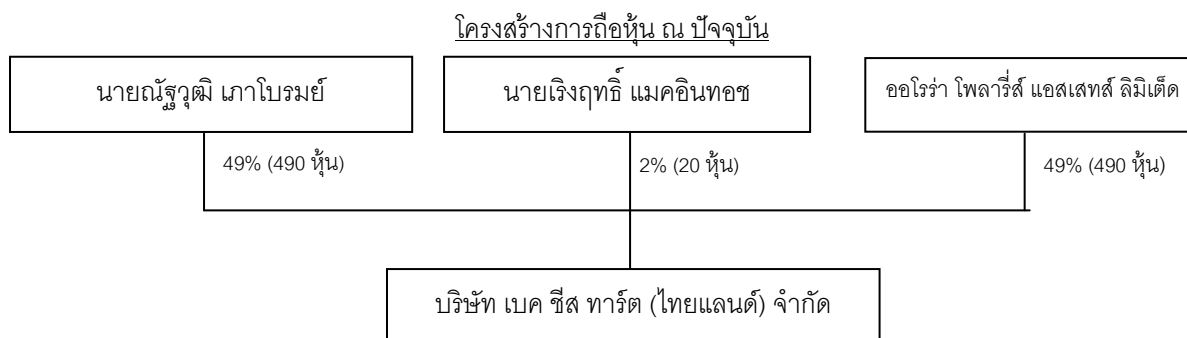 โครงสร้างการถือหุ้น ณ ปัจจุบัน
นายณัฐวุฒิ เภาโบรมย์
นายเริงฤทธิ์ แมคอินทอช
ออโรร่า โพลารี่ส์ แอสเสทส์ ลิมิเต็ด
49% (490 หุ้น)
2% (20 หุ้น)
49% (490 หุ้น)
บริษัท เบค ชีส ทาร์ต (ไทยแลนด์) จำกัด